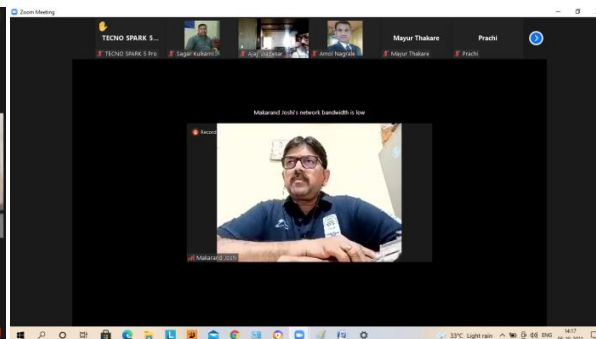 Zoom Meeting
TECNO SPARK 5...
Mayur Thakare
Prachi
TECNO SPARK 5 Pro
Sagar Kulkarni
Amol Nagrale
Mayur Thakare
Prachi
Makarand Joshi's network bandwidth is low
Record
Makarand Joshi
33°C Light rain
ENG
14:17